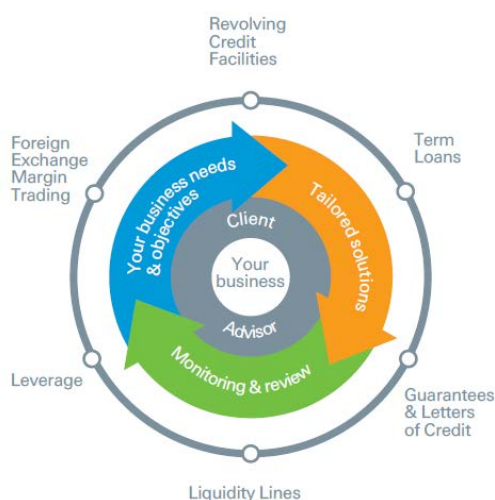 Revolving
Credit
Facilities
Foreign
Exchange
Margin
Trading
Term
Loans
Your business needs
& objectives
Tailored solutions
Client
Your
business
Advisor
Monitoring & review
Leverage
Guarantees
& Letters
of Credit
Liquidity Lines